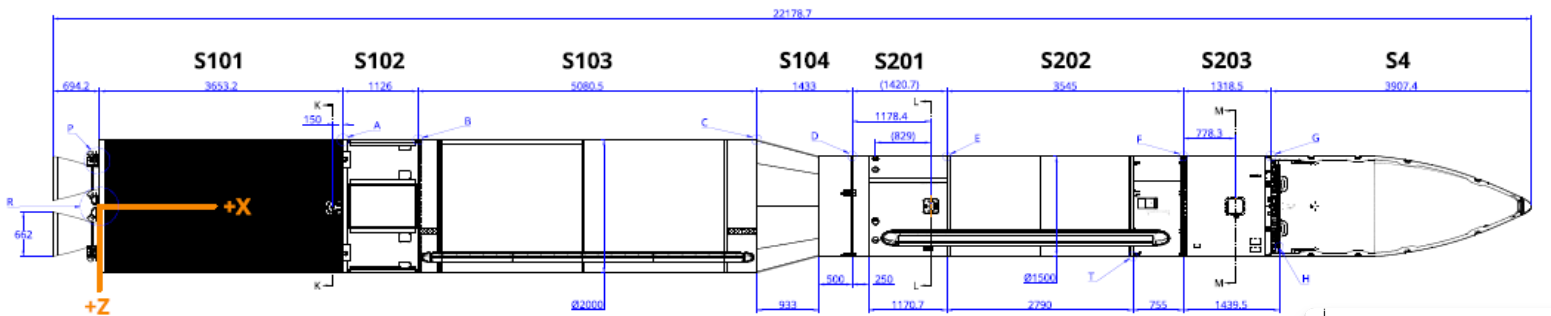 22178.7
S101 S102 S103 S104 S201 S202 S203 S4
694.2 3653.2 1126 5080.5 1433 (1420.7) 3545 1318.5 3907.4
K L M
150 1178.4
P A B C D (829) E F 778.3 G
R +X
662
K L T M H
+Z Ø2000 500 250 Ø1500
933 1170.7 2790 755 1439.5